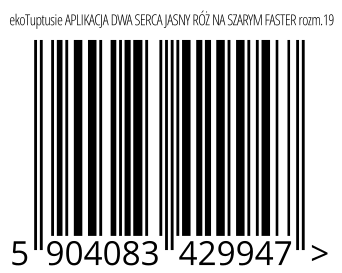 ekoTuptusie APLIKACJA DWA SERCA JASNY RÓŻ NA SZARYM FASTER rozm.19
5 904083 429947 >